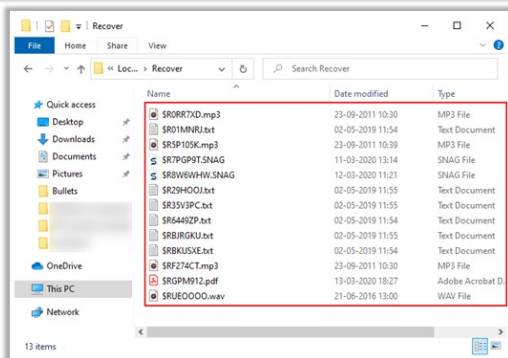 Recover
File Home Share View
Loc... Recover Search Recover
Name Date modified Type
Quick access
Desktop
Downloads
Documents
Pictures
Bullets
OneDrive
This PC
Network
$R0RR7XD.mp3 23-09-2011 10:30 MP3 File
$R01MNRJ.txt 02-05-2019 11:54 Text Document
$R5P105K.mp3 23-09-2011 10:39 MP3 File
$R7PGP9T.SNAG 11-03-2020 13:14 SNAG File
$R8W6WHW.SNAG 12-03-2020 11:21 SNAG File
$R29HOOJ.txt 02-05-2019 11:55 Text Document
$R35V3PC.txt 02-05-2019 11:55 Text Document
$R6449ZP.txt 02-05-2019 11:54 Text Document
$RBJRGKU.txt 02-05-2019 11:55 Text Document
$RBKUSXE.txt 02-05-2019 11:54 Text Document
$RF274CT.mp3 23-09-2011 10:30 MP3 File
$RGPM912.pdf 13-03-2020 18:27 Adobe Acrobat D.
$RUEOOOO.wav 21-06-2016 13:00 WAV File
13 items